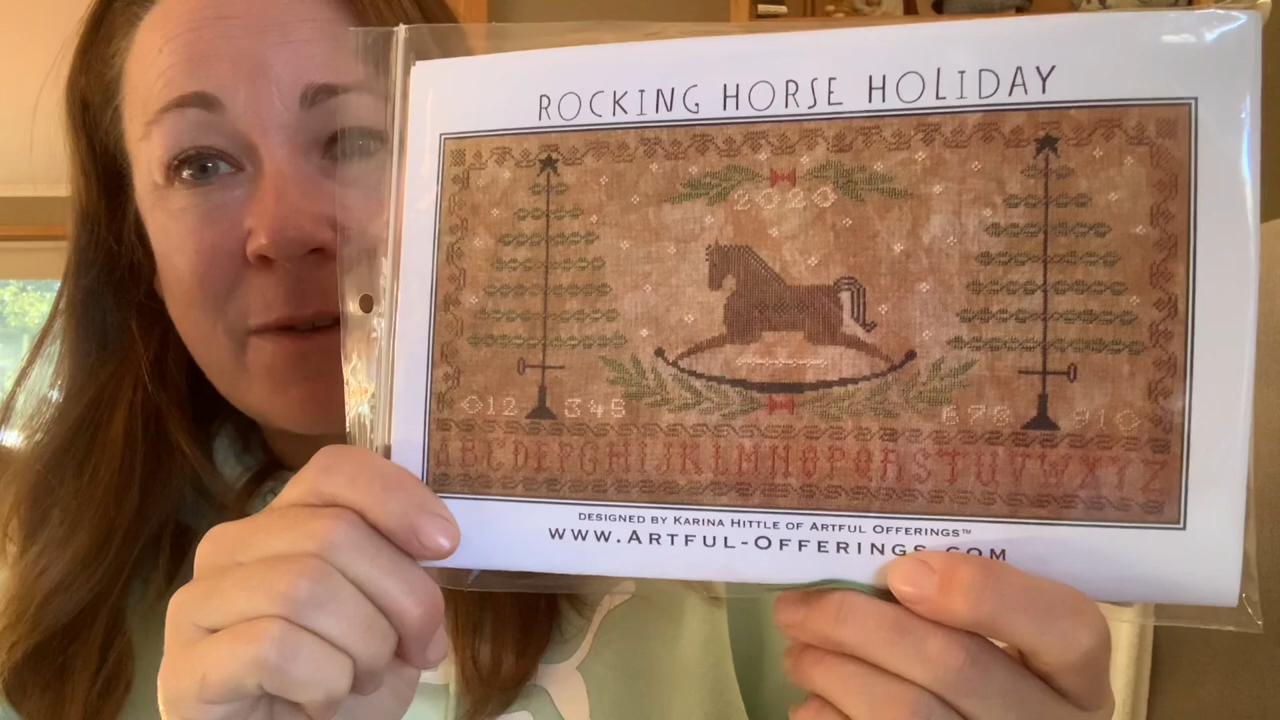 ROCKING HORSE HOLIDAY
2020
012 345 678 910
ABCDEFGHIJKLMNOPQRSTUVWXYZ
DESIGNED BY KARINA HITTLE OF ARTFUL OFFERINGS™
WWW.ARTFUL-OFFERINGS.COM